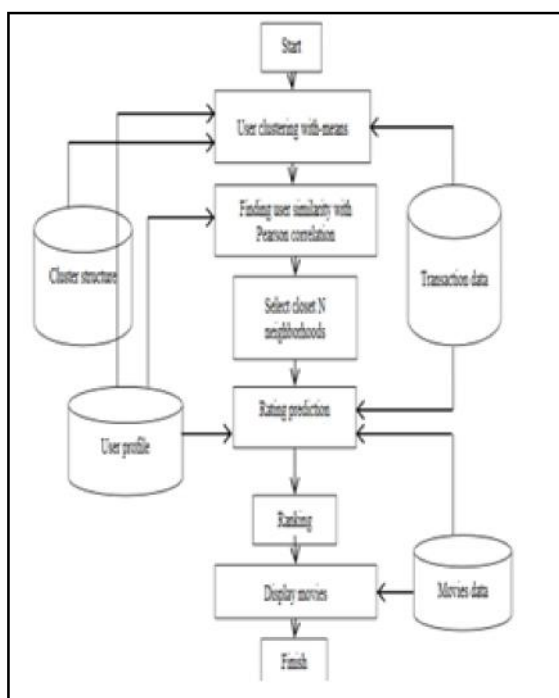 Start
User clustering with-means
Finding user similarity with
Pearson correlation
Cluster structure
Transaction data
Select closet N
neighborhoods
Rating prediction
User profile
Ranking
Display movies
Movies data
Finish